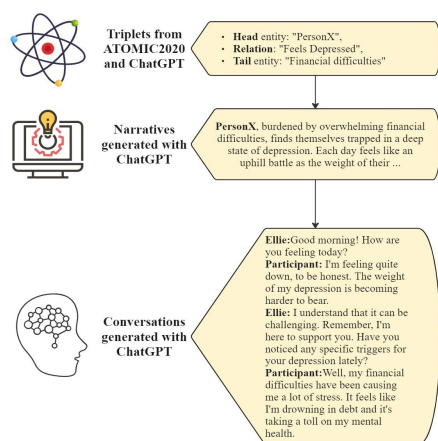 Triplets from
ATOMIC2020
and ChatGPT
• Head entity: "PersonX",
• Relation: "Feels Depressed",
• Tail entity: "Financial difficulties"
Narratives
generated with
ChatGPT
PersonX, burdened by overwhelming financial
difficulties, finds themselves trapped in a deep
state of depression. Each day feels like an
uphill battle as the weight of their ...
Conversations
generated with
ChatGPT
Ellie:Good morning! How are
you feeling today?
Participant: I'm feeling quite
down, to be honest. The weight
of my depression is becoming
harder to bear.
Ellie: I understand that it can be
challenging. Remember, I'm
here to support you. Have you
noticed any specific triggers for
your depression lately?
Participant:Well, my financial
difficulties have been causing
me a lot of stress. It feels like
I'm drowning in debt and it's
taking a toll on my mental
health.